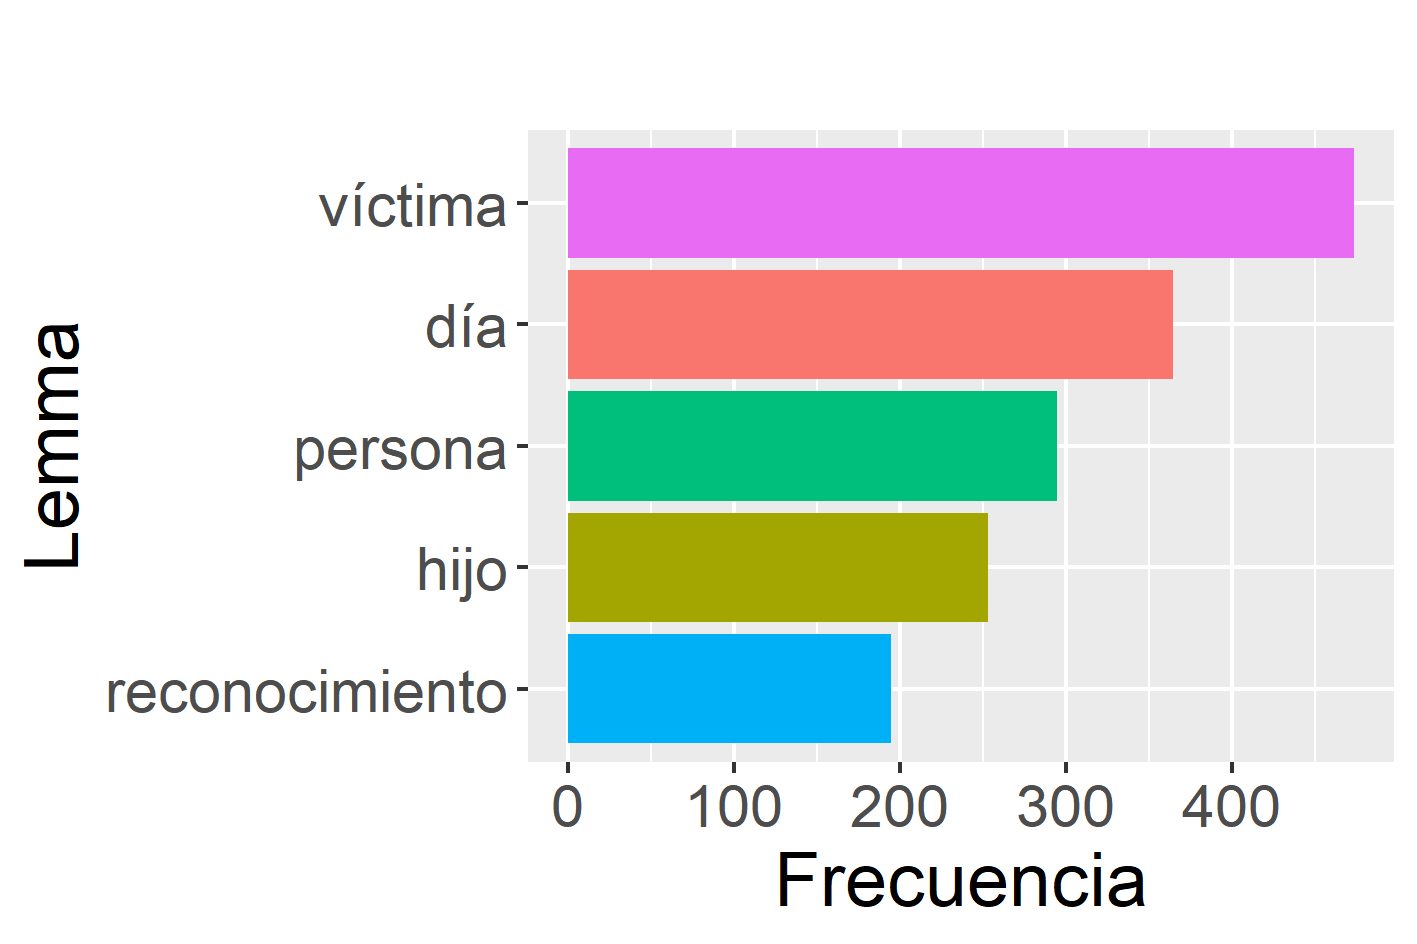 Lemma
víctima
día
persona
hijo
reconocimiento
0 100 200 300 400
Frecuencia